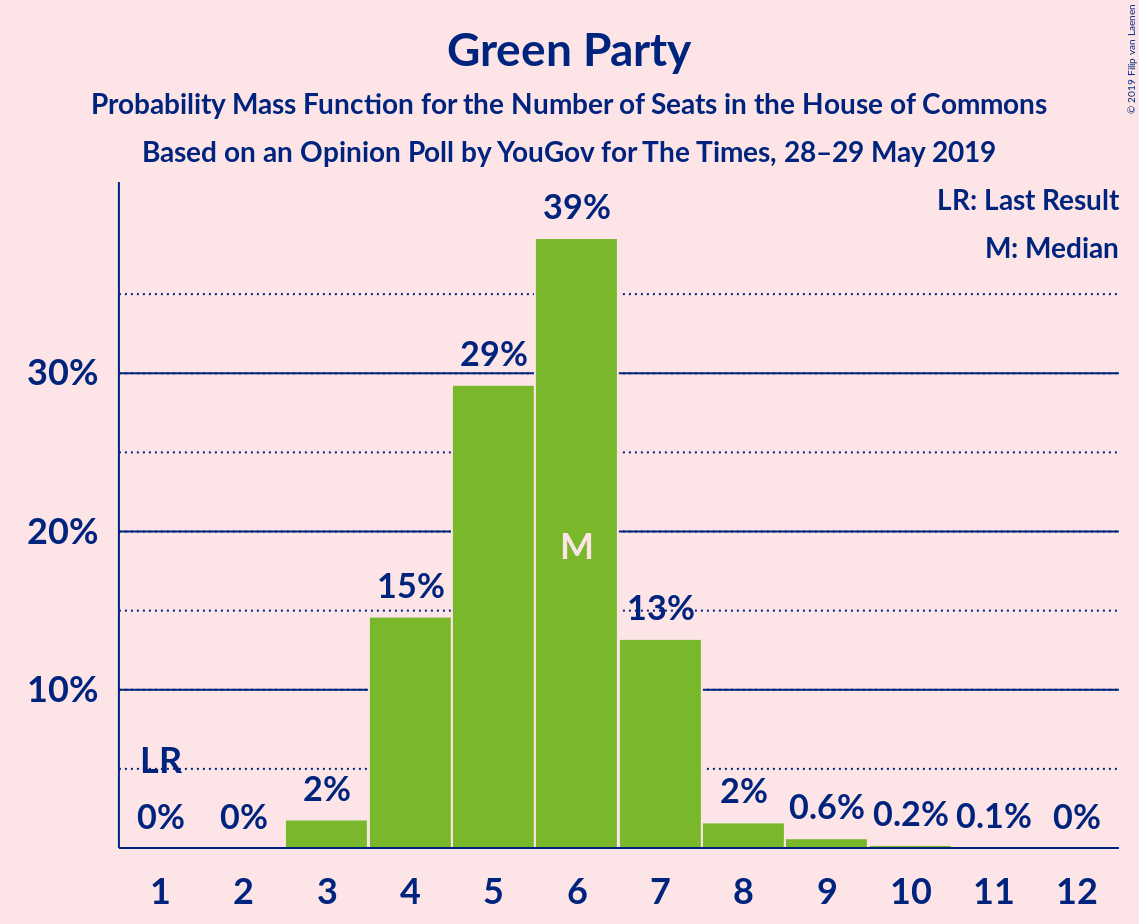 Green Party
Probability Mass Function for the Number of Seats in the House of Commons
Based on an Opinion Poll by YouGov for The Times, 28–29 May 2019
© 2019 Filip van Laenen
LR: Last Result
M: Median
39%
29%
30%
20%
M
15%
13%
10%
LR
0%
0%
2%
2%
0.6%
0.2%
0.1%
0%
1 2 3 4 5 6 7 8 9 10 11 12